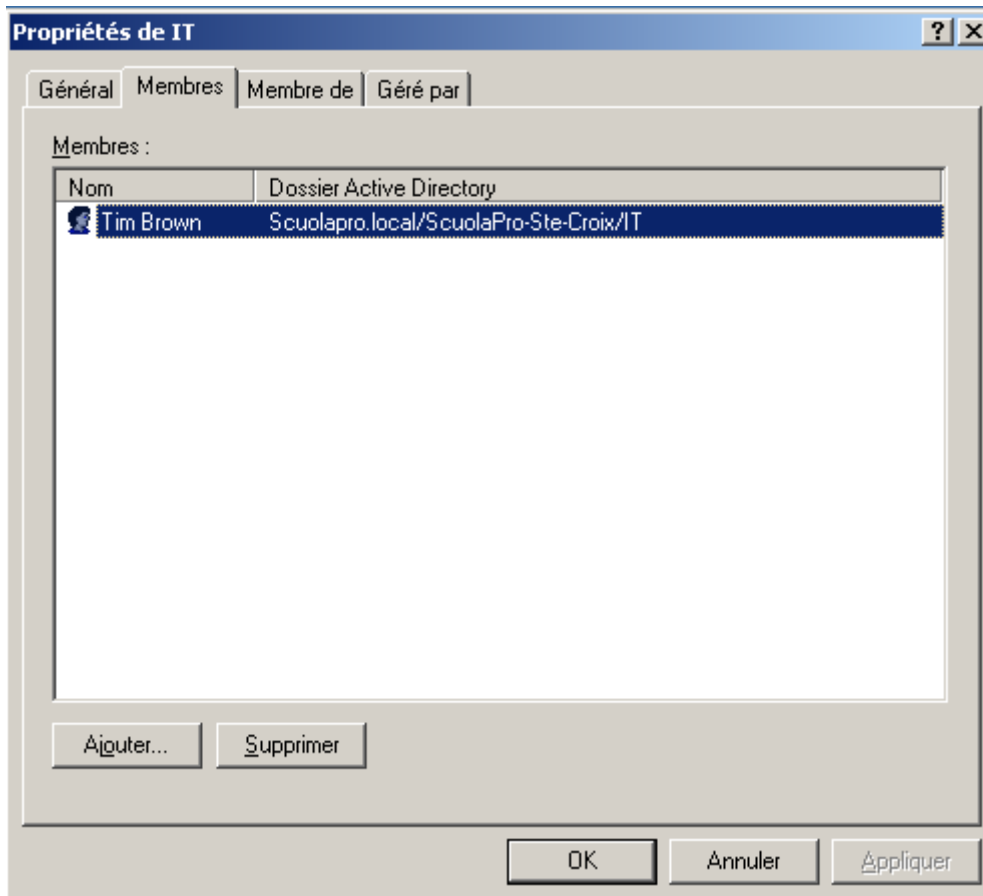 Propriétés de IT
Général Membres Membre de Géré par
Membres :
Nom Dossier Active Directory
Tim Brown Scuolapro.local/ScuolaPro-Ste-Croix/IT
Ajouter... Supprimer
OK Annuler Appliquer